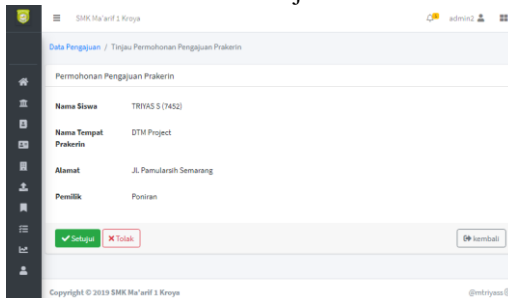 SMK Ma'arif 1 Kroya
admin2
Data Pengajuan / Tinjau Permohonan Pengajuan Prakerin
Permohonan Pengajuan Prakerin
Nama Siswa TRIYAS S (7452)
Nama Tempat DTM Project
Prakerin
Alamat Jl. Pamularsih Semarang
Pemilik Poniran
Setujui Tolak kembali
Copyright © 2019 SMK Ma'arif 1 Kroya @mtriyass